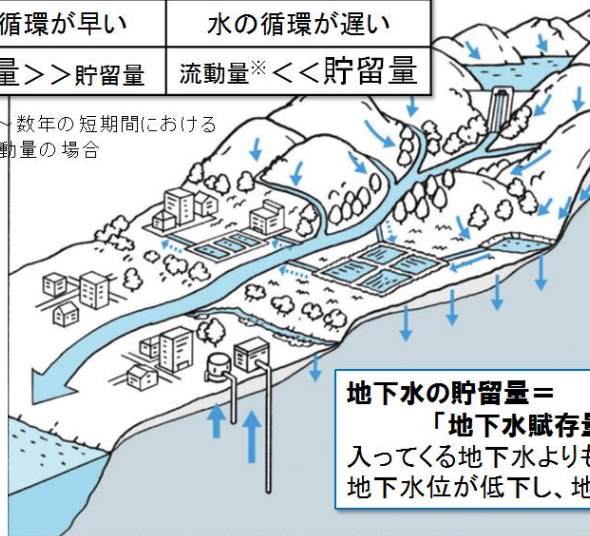 循環が早い 水の循環が遅い
量＞＞貯留量 流動量※＜＜貯留量
～数年の短期間における
動量の場合
地下水の貯留量＝
「地下水賦存量
入ってくる地下水よりも
地下水位が低下し、地